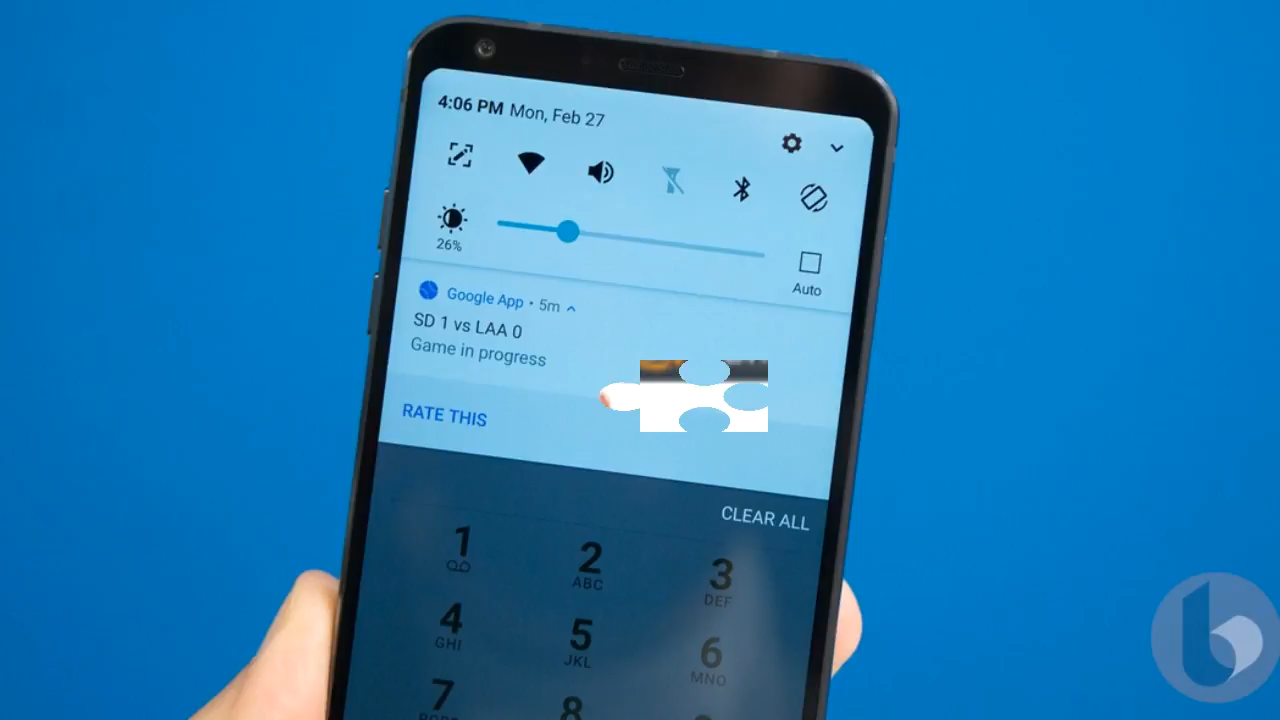 4:06 PM Mon, Feb 27
26%
Auto
Google App • 5m
SD 1 vs LAA 0
Game in progress
RATE THIS
CLEAR ALL
1 2 3
ABC DEF
4 5 6
GHI JKL MNO
7 8